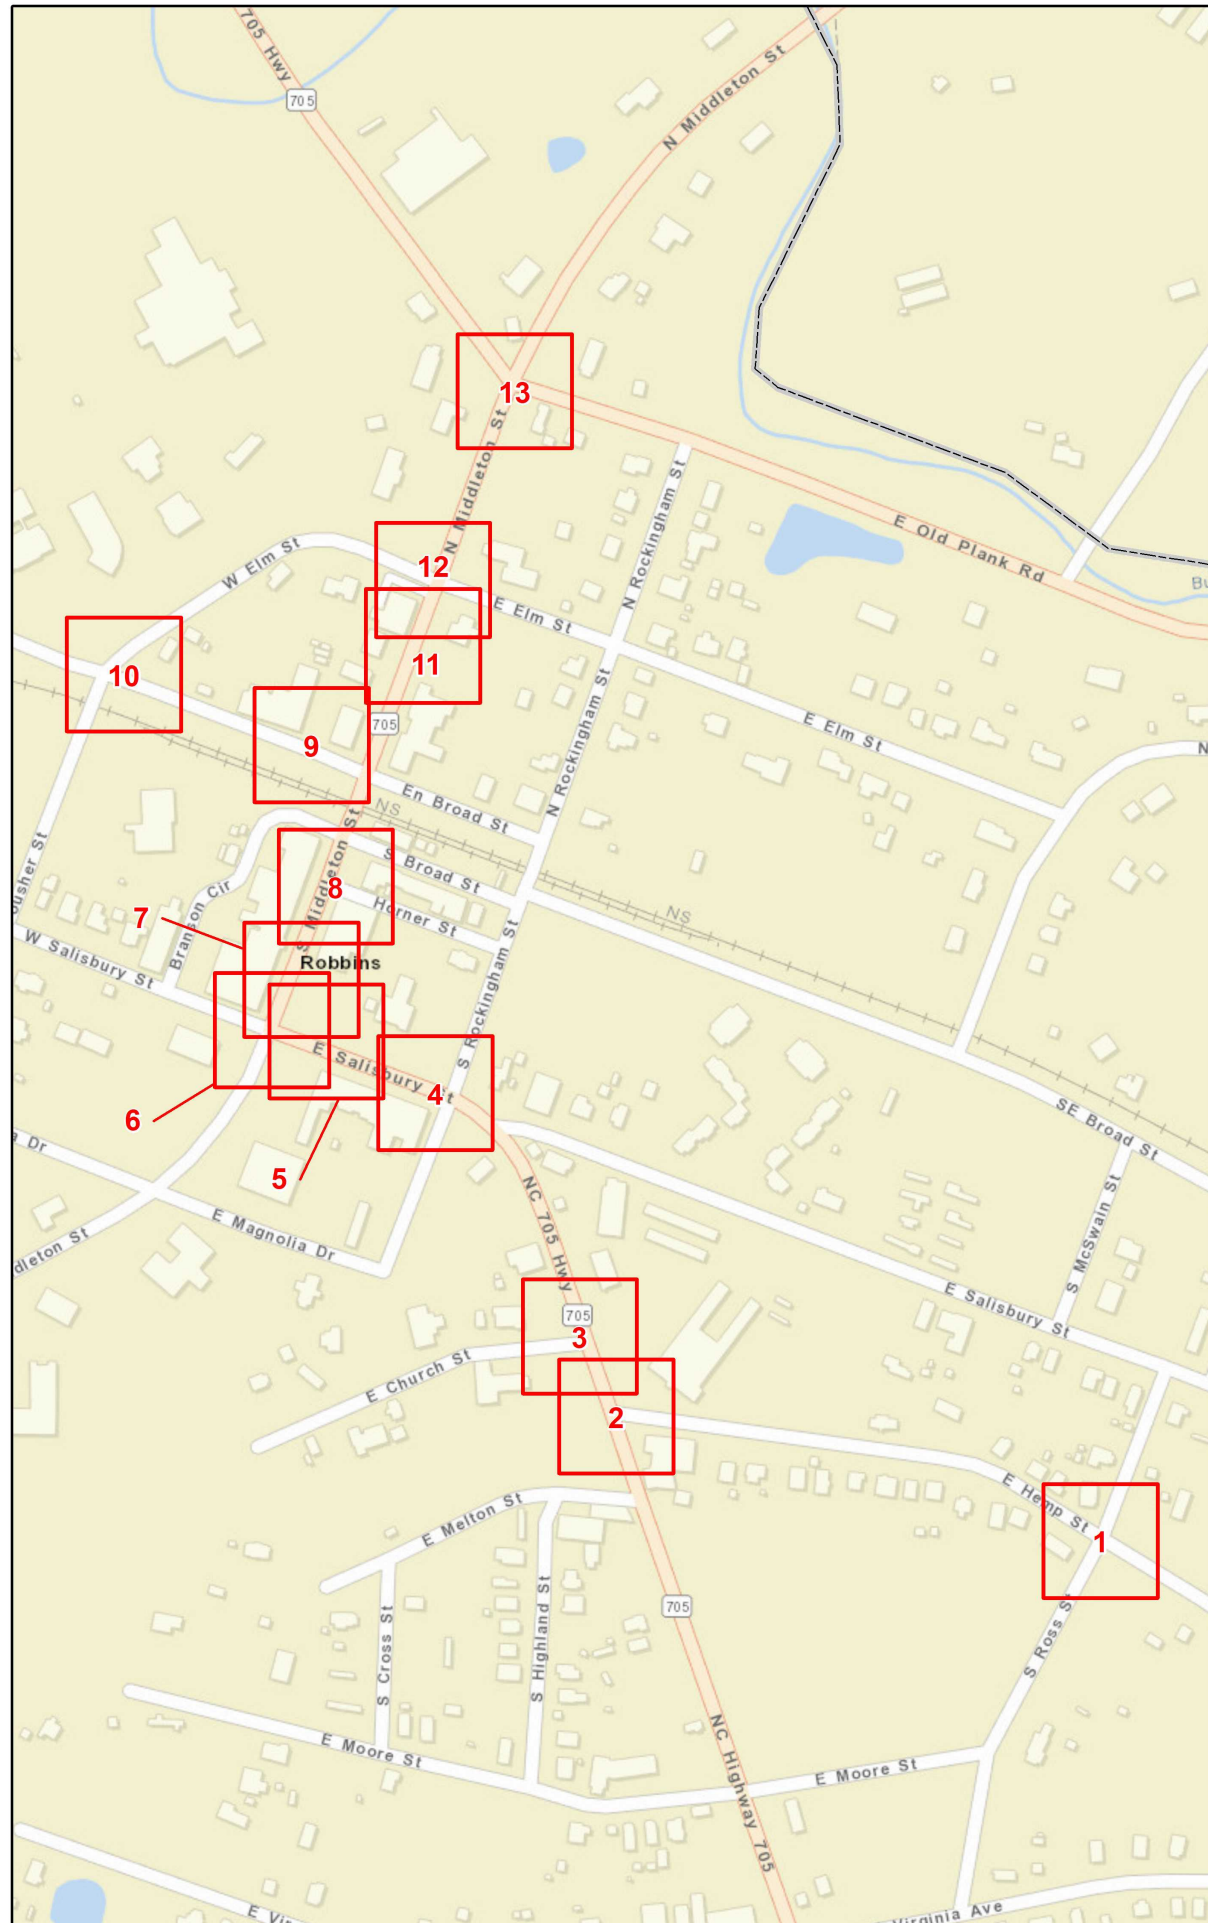 705 Hwy
705
N Middleton St
13
N Middleton St
N Rockingham St
E Old Plank Rd
12
W Elm St
E Elm St
10
11
705
N Rockingham St
E Elm St
9
NS
En Broad St
S Middleton St
S Broad St
8
Horner St
NS
7
Branson Cir
W Salisbury St
Robbins
S Rockingham St
E Salisbury St
4
6
5
SE Broad St
NC 705 Hwy
E Magnolia Dr
S McSwain St
E Salisbury St
705
3
E Church St
2
E Hemp St
1
E Melton St
705
S Cross St
S Highland St
S Ross St
E Moore St
NC Highway 705
E Moore St
Virginia Ave